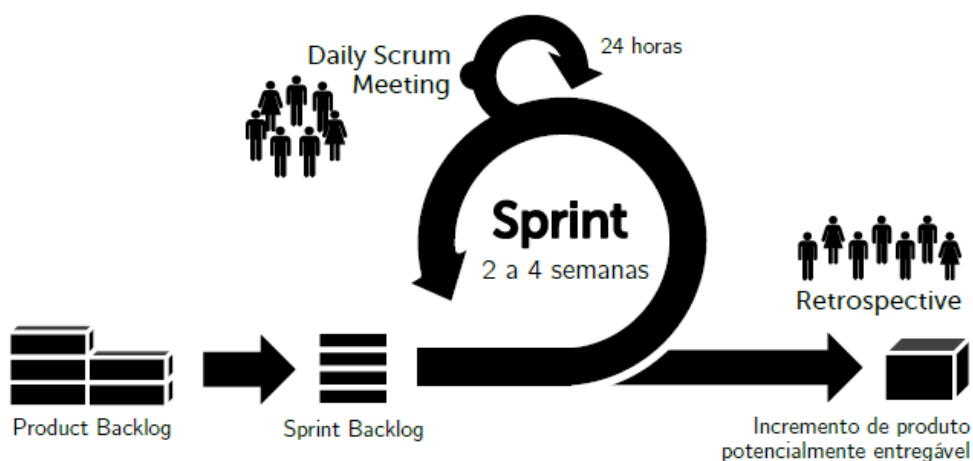 Daily Scrum
Meeting
24 horas
Sprint
2 a 4 semanas
Retrospective
Product Backlog
Sprint Backlog
Incremento de produto
potencialmente entregável